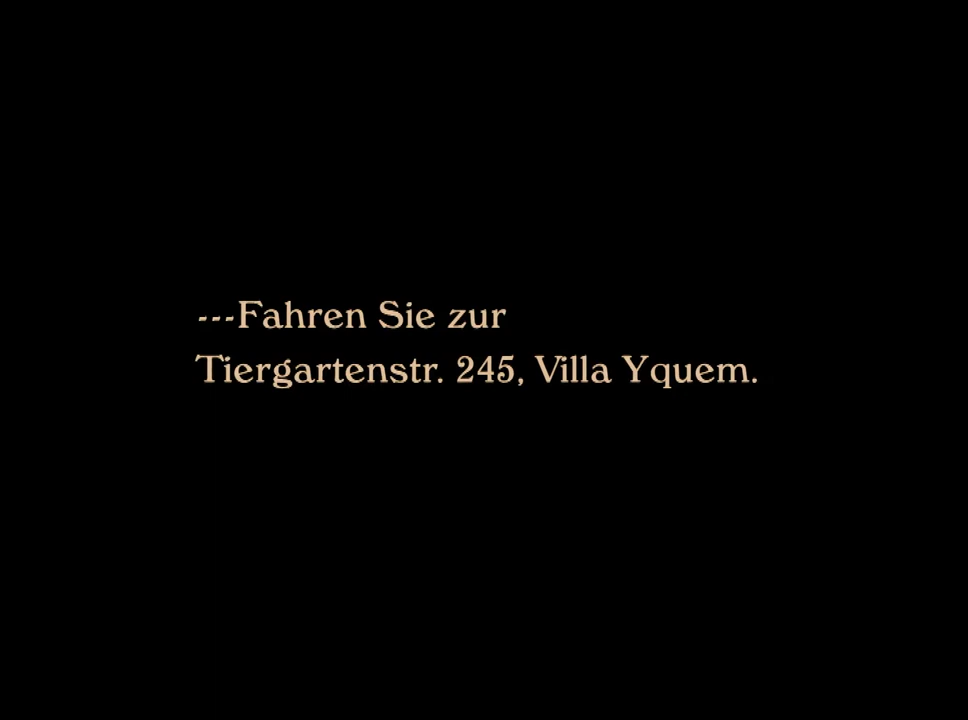 ---Fahren Sie zur
Tiergartenstr. 245, Villa Yquem.